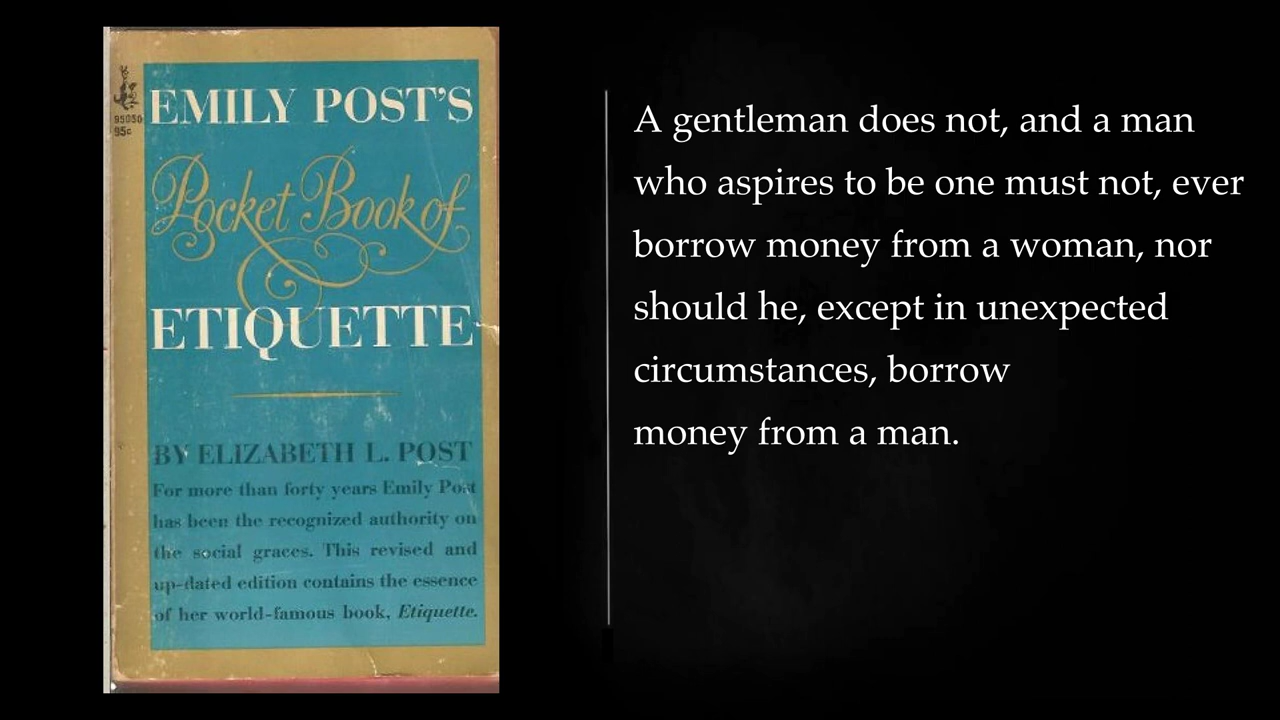 95050
95c
EMILY POST'S
Pocket Book of
ETIQUETTE
BY ELIZABETH L. POST
For more than forty years Emily Post
has been the recognized authority on
the social graces. This revised and
up-dated edition contains the essence
of her world-famous book, Etiquette.
A gentleman does not, and a man
who aspires to be one must not, ever
borrow money from a woman, nor
should he, except in unexpected
circumstances, borrow
money from a man.